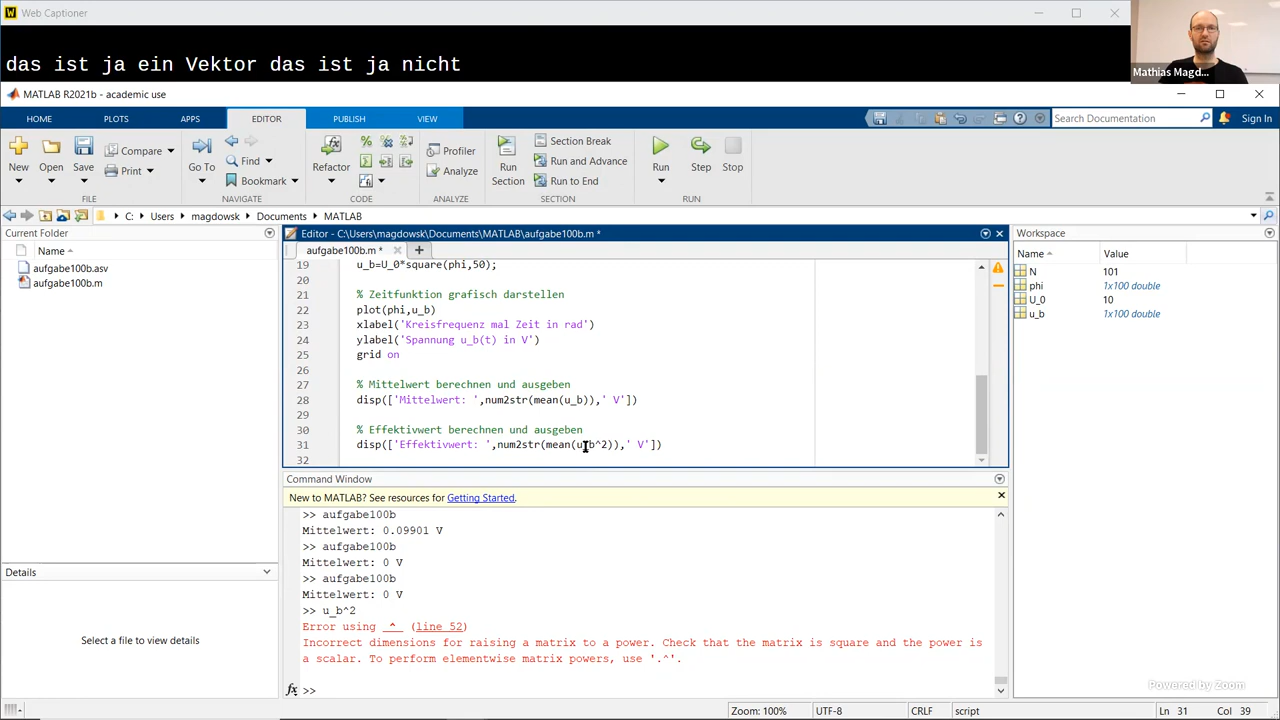 Web Captioner
das ist ja ein Vektor das ist ja nicht
Mathias Magd...
MATLAB R2021b - academic use
HOME PLOTS APPS EDITOR PUBLISH VIEW
Search Documentation
Sign In
New Open Save Compare Print
Go To Find Bookmark
Refactor
Profiler Analyze
Run Section
Section Break
Run and Advance
Run to End
Run Step Stop
FILE NAVIGATE CODE ANALYZE SECTION RUN
C: Users magdowsk Documents MATLAB
Current Folder
Name
aufgabe100b.asv
aufgabe100b.m
Details
Select a file to view details
Editor - C:\Users\magdowsk\Documents\MATLAB\aufgabe100b.m *
aufgabe100b.m *
19 u_b=U_0*square(phi,50);
20
21 % Zeitfunktion grafisch darstellen
22 plot(phi,u_b)
23 xlabel('Kreisfrequenz mal Zeit in rad')
24 ylabel('Spannung u_b(t) in V')
25 grid on
26
27 % Mittelwert berechnen und ausgeben
28 disp(['Mittelwert: ',num2str(mean(u_b)),' V'])
29
30 % Effektivwert berechnen und ausgeben
31 disp(['Effektivwert: ',num2str(mean(u_b^2)),' V'])
32
Command Window
New to MATLAB? See resources for Getting Started.
>> aufgabe100b
Mittelwert: 0.09901 V
>> aufgabe100b
Mittelwert: 0 V
>> aufgabe100b
Mittelwert: 0 V
>> u_b^2
Error using ^ (line 52)
Incorrect dimensions for raising a matrix to a power. Check that the matrix is square and the power is
a scalar. To perform elementwise matrix powers, use '.^'.
fx >>
Workspace
Name Value
N 101
phi 1x100 double
U_0 10
u_b 1x100 double
Powered by Zoom
Zoom: 100% UTF-8 CRLF script Ln 31 Col 39